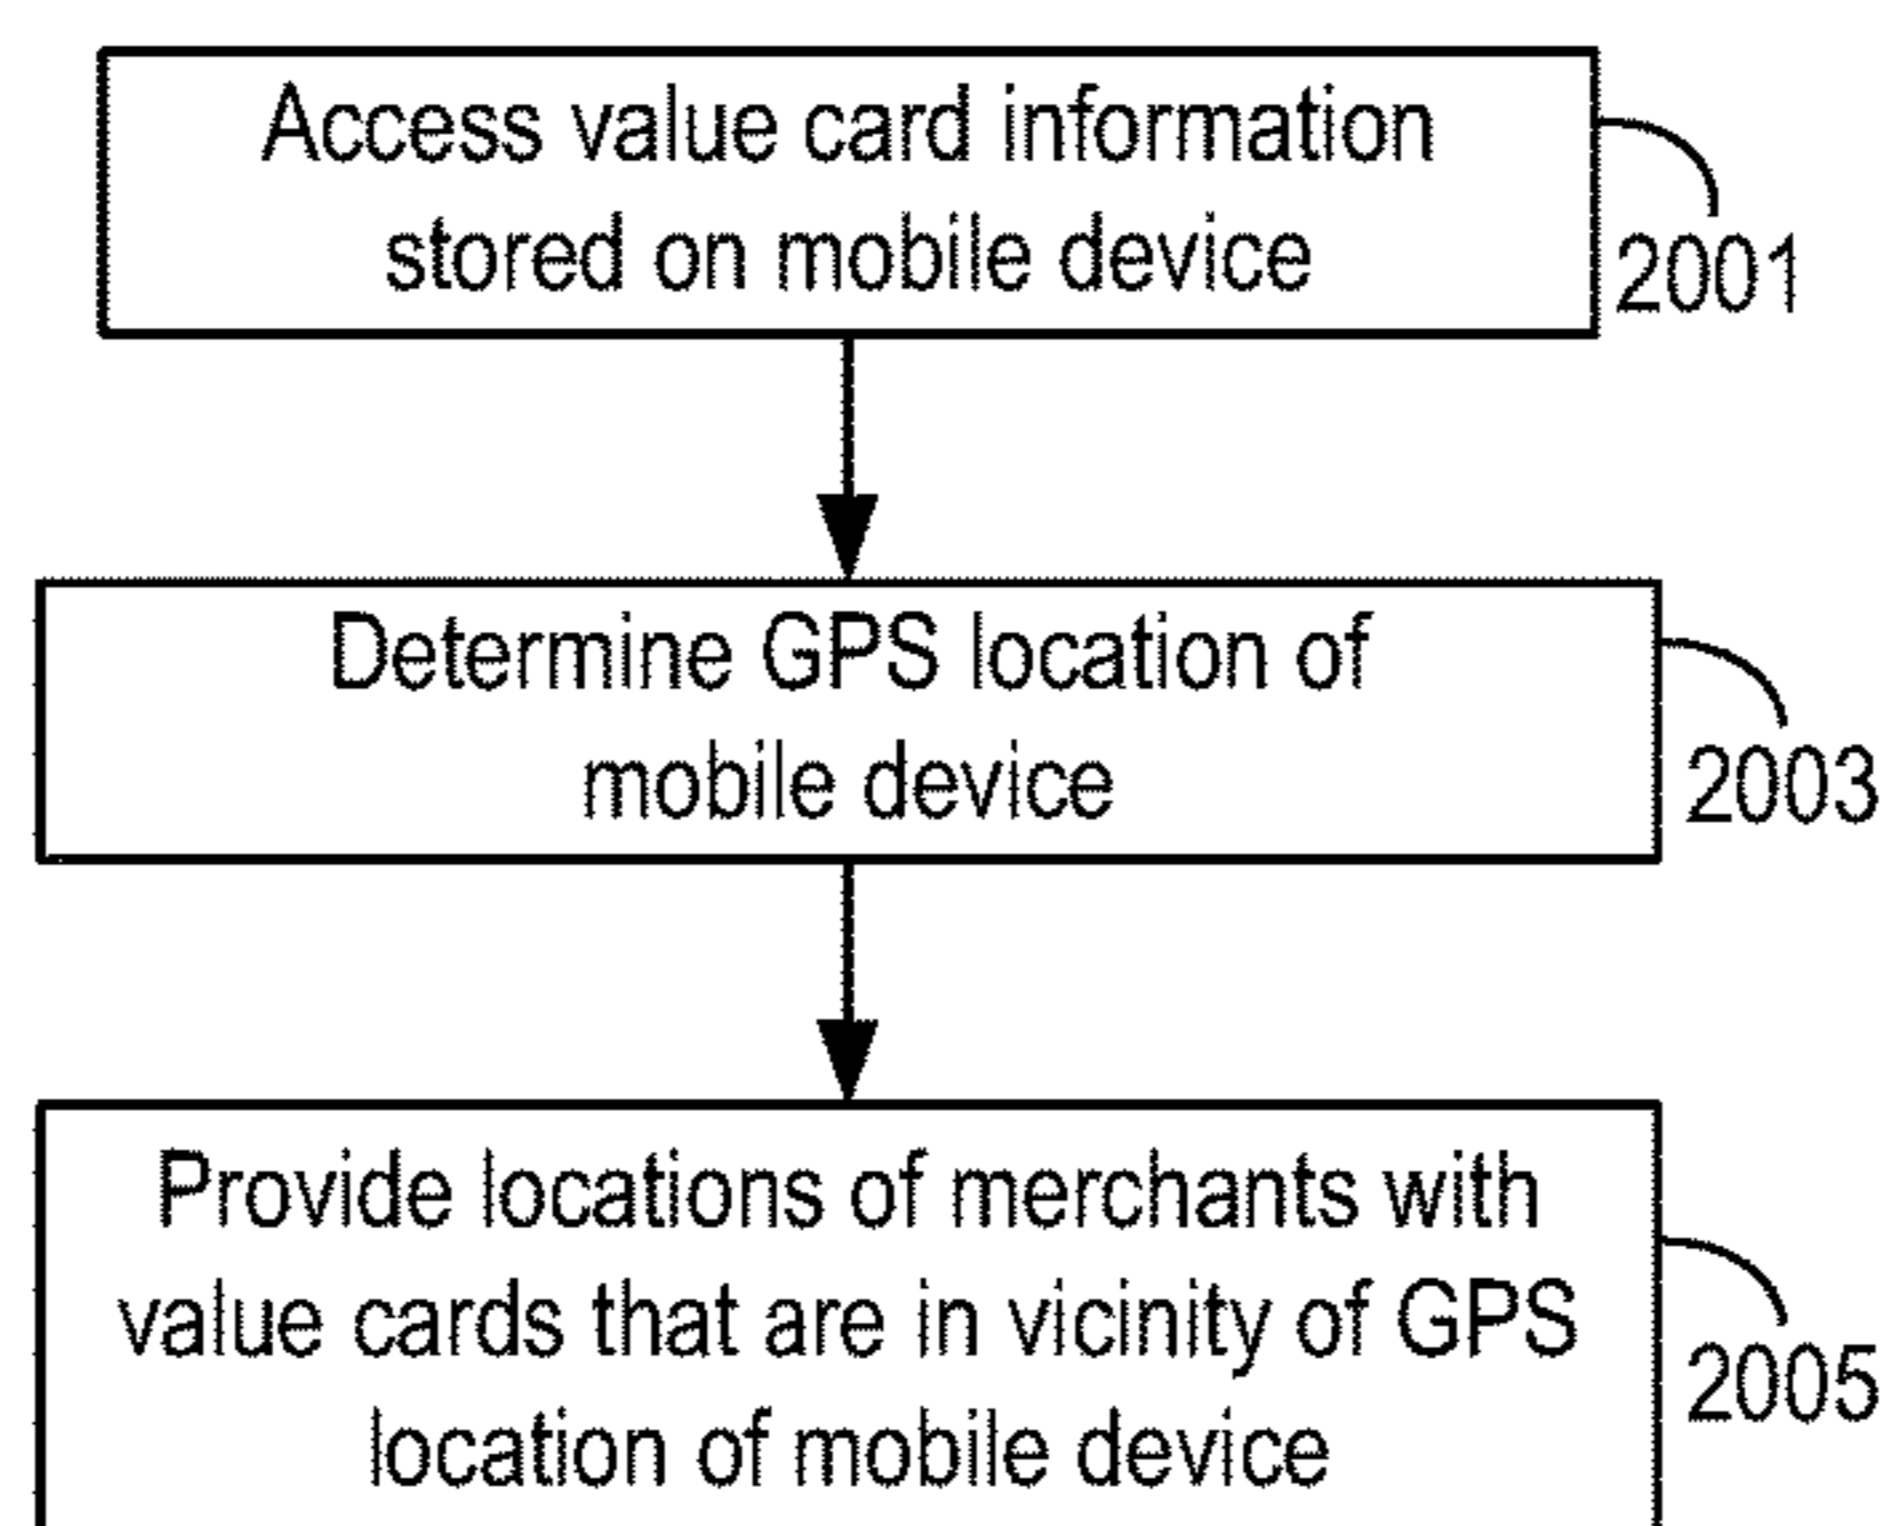 Access value card information
stored on mobile device
2001
Determine GPS location of
mobile device
2003
Provide locations of merchants with
value cards that are in vicinity of GPS
location of mobile device
2005